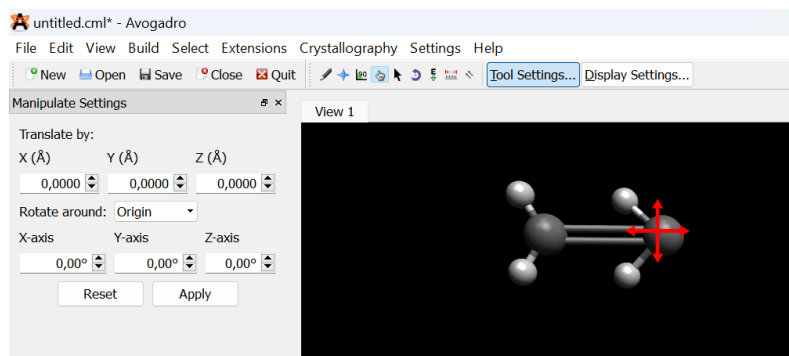 untitled.cml* - Avogadro
File Edit View Build Select Extensions Crystallography Settings Help
New Open Save Close Quit Tool Settings... Display Settings...
Manipulate Settings
View 1
Translate by:
X (Å) Y (Å) Z (Å)
0,0000 0,0000 0,0000
Rotate around: Origin
X-axis Y-axis Z-axis
0,00° 0,00° 0,00°
Reset Apply